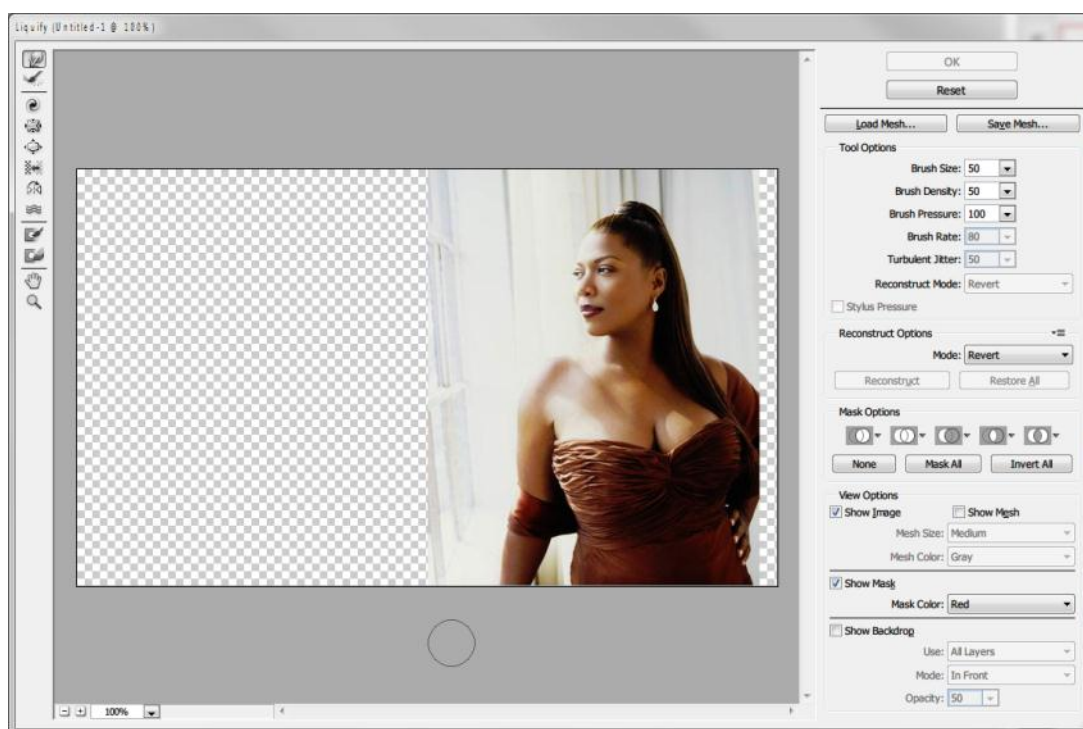 Liquify (Untitled-1 @ 100%)
OK
Reset
Load Mesh...
Save Mesh...
Tool Options
Brush Size: 50
Brush Density: 50
Brush Pressure: 100
Brush Rate: 80
Turbulent Jitter: 50
Reconstruct Mode: Revert
Stylus Pressure
Reconstruct Options
Mode: Revert
Reconstruct
Restore All
Mask Options
None
Mask All
Invert All
View Options
Show Image
Show Mesh
Mesh Size: Medium
Mesh Color: Gray
Show Mask
Mask Color: Red
Show Backdrop
Use: All Layers
Mode: In Front
Opacity: 50
100%